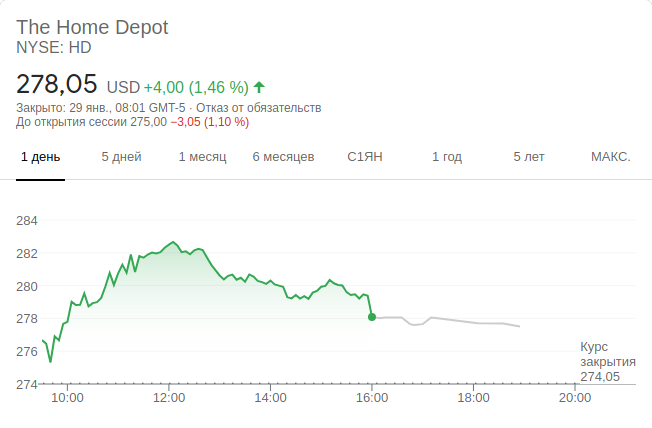 The Home Depot
NYSE: HD
278,05 USD +4,00 (1,46 %)
Закрыто: 29 янв., 08:01 GMT-5 · Отказ от обязательств
До открытия сессии 275,00 −3,05 (1,10 %)
1 день 5 дней 1 месяц 6 месяцев С1ЯН 1 год 5 лет МАКС.
284
282
280
278
276
274
Курс
закрытия
274,05
10:00 12:00 14:00 16:00 18:00 20:00